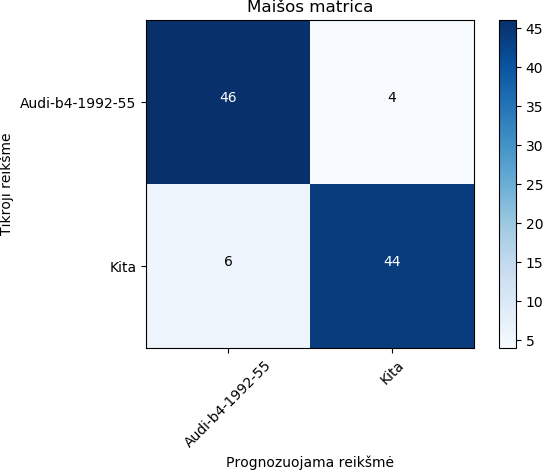 Maišos matrica
Tikroji reikšmė
Audi-b4-1992-55
46
4
Kita
6
44
Audi-b4-1992-55
Kita
Prognozuojama reikšmė
45
40
35
30
25
20
15
10
5